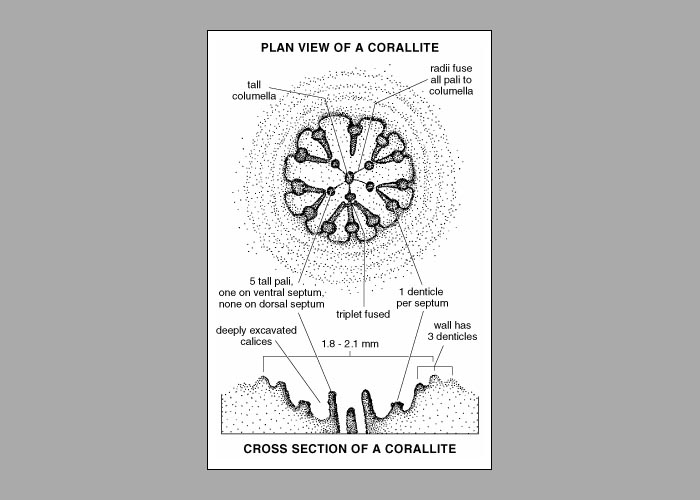 PLAN VIEW OF A CORALLITE
tall
columella
radii fuse
all pali to
columella
5 tall pali,
one on ventral septum,
none on dorsal septum
triplet fused
1 denticle
per septum
deeply excavated
calices
1.8 - 2.1 mm
wall has
3 denticles
CROSS SECTION OF A CORALLITE